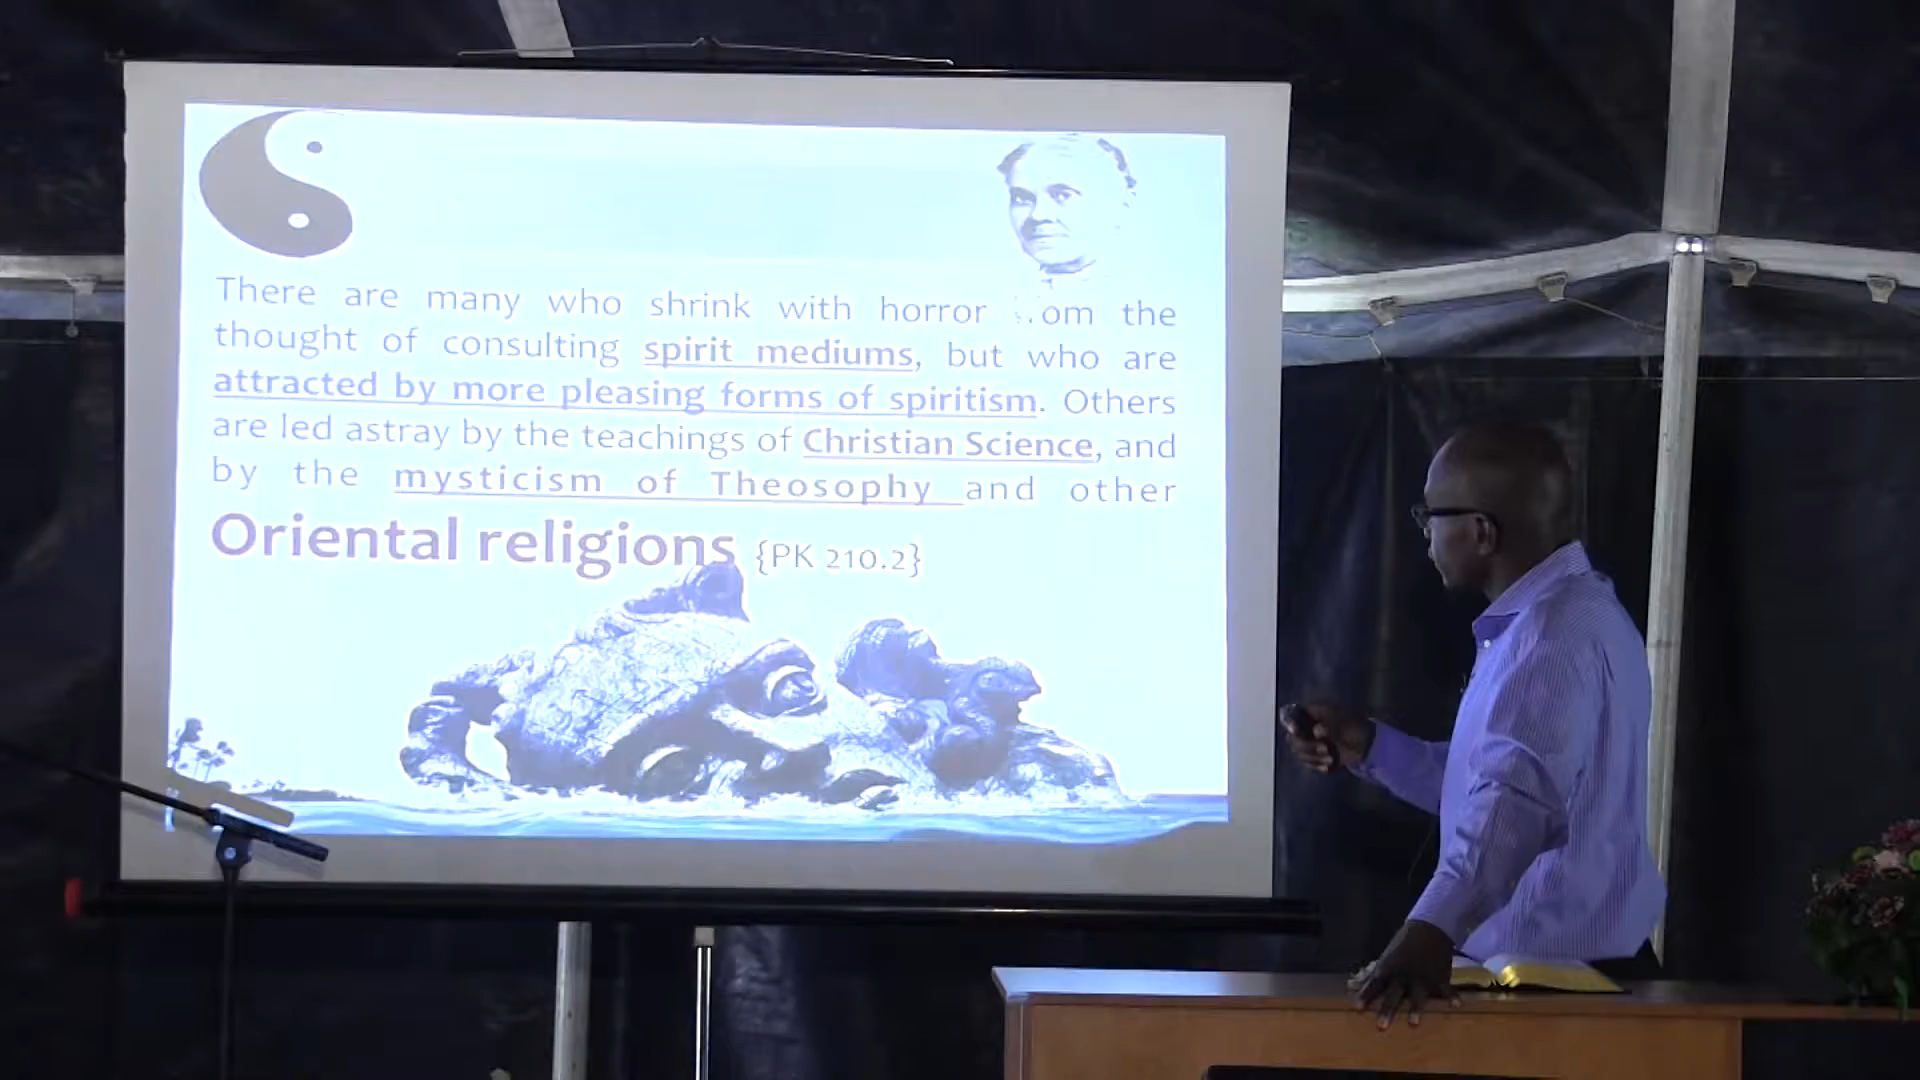 There are many who shrink with horror ..om the
thought of consulting spirit mediums, but who are
attracted by more pleasing forms of spiritism. Others
are led astray by the teachings of Christian Science, and
by the mysticism of Theosophy and other
Oriental religions {PK 210.2}